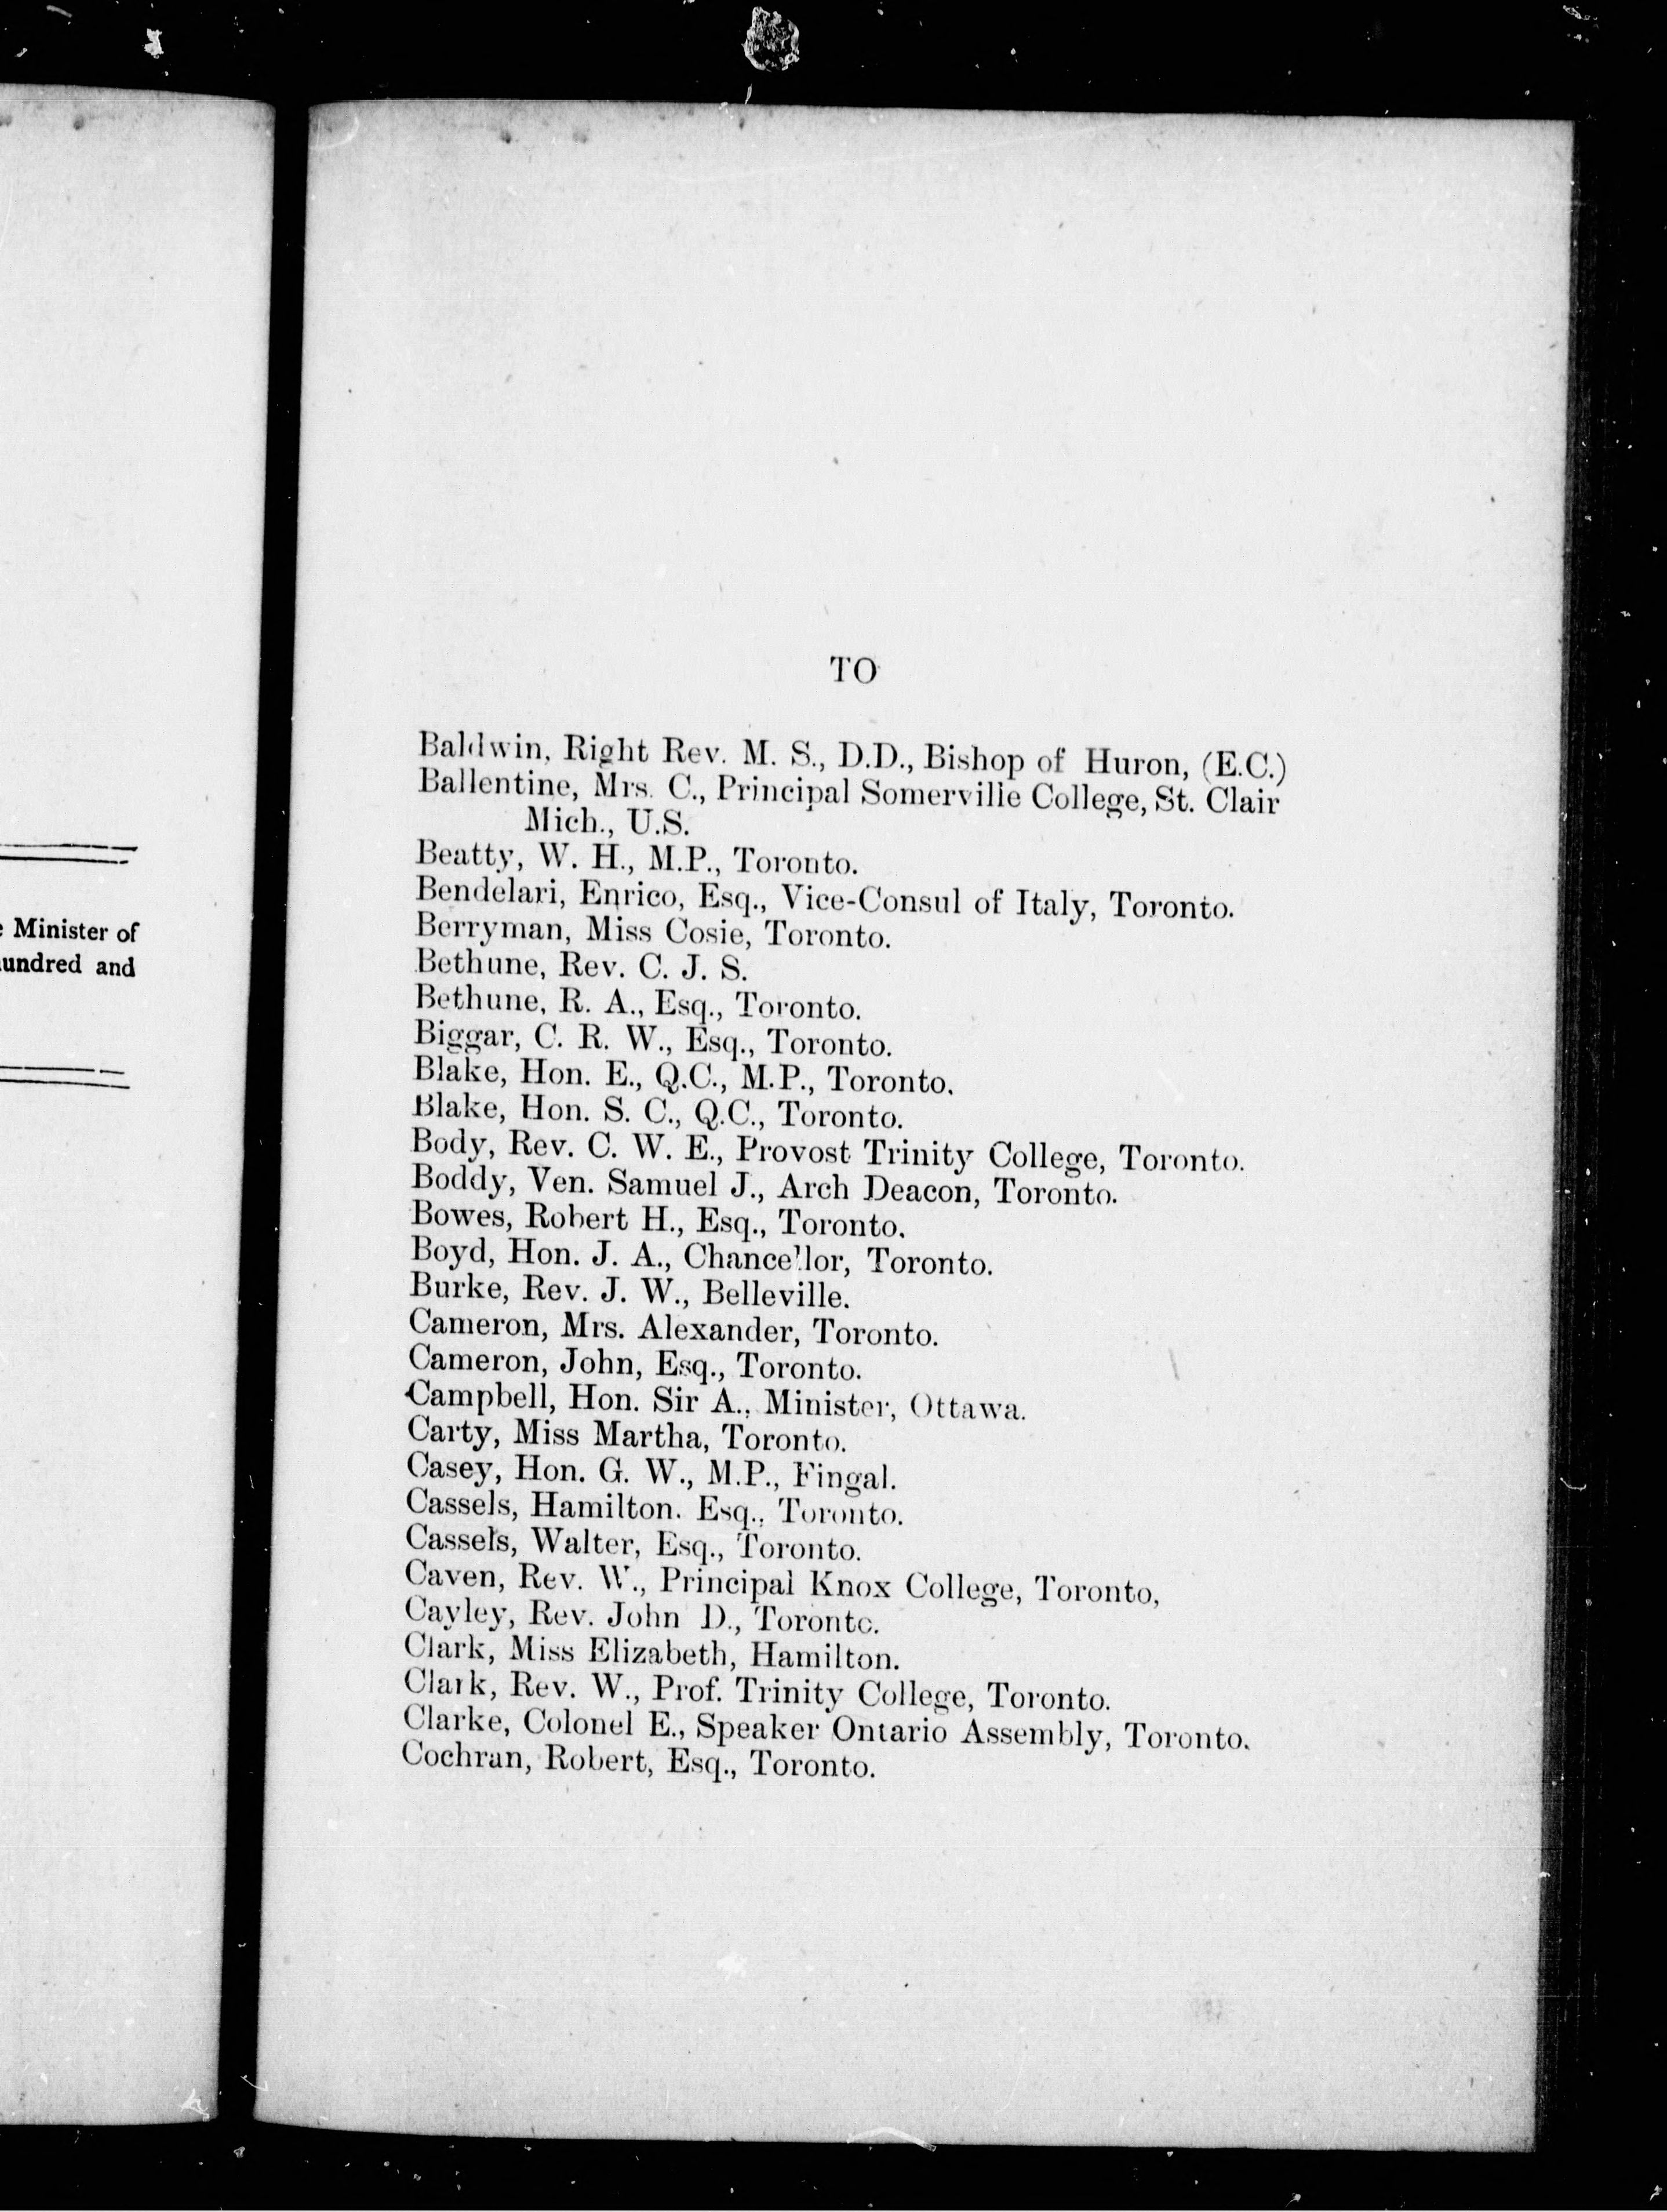 Minister of
undred and
TO
Baldwin, Right Rev. M. S., D.D., Bishop of Huron, (E.C.)
Ballentine, Mrs. C., Principal Somerville College, St. Clair
Mich., U.S.
Beatty, W. H., M.P., Toronto.
Bendelari, Enrico, Esq., Vice-Consul of Italy, Toronto.
Berryman, Miss Cosie, Toronto.
Bethune, Rev. C. J. S.
Bethune, R. A., Esq., Toronto.
Biggar, C. R. W., Esq., Toronto.
Blake, Hon. E., Q.C., M.P., Toronto.
Blake, Hon. S. C., Q.C., Toronto.
Body, Rev. C. W. E., Provost Trinity College, Toronto.
Boddy, Ven. Samuel J., Arch Deacon, Toronto.
Bowes, Robert H., Esq., Toronto.
Boyd, Hon. J. A., Chancellor, Toronto.
Burke, Rev. J. W., Belleville.
Cameron, Mrs. Alexander, Toronto.
Cameron, John, Esq., Toronto.
Campbell, Hon. Sir A., Minister, Ottawa.
Carty, Miss Martha, Toronto.
Casey, Hon. G. W., M.P., Fingal.
Cassels, Hamilton. Esq., Toronto.
Cassels, Walter, Esq., Toronto.
Caven, Rev. W., Principal Knox College, Toronto,
Cayley, Rev. John D., Toronto.
Clark, Miss Elizabeth, Hamilton.
Clark, Rev. W., Prof. Trinity College, Toronto.
Clarke, Colonel E., Speaker Ontario Assembly, Toronto.
Cochran, Robert, Esq., Toronto.